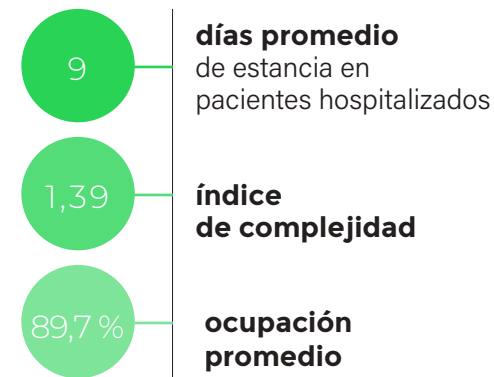 9
días promedio
de estancia en
pacientes hospitalizados
1,39
índice
de complejidad
89,7 %
ocupación
promedio